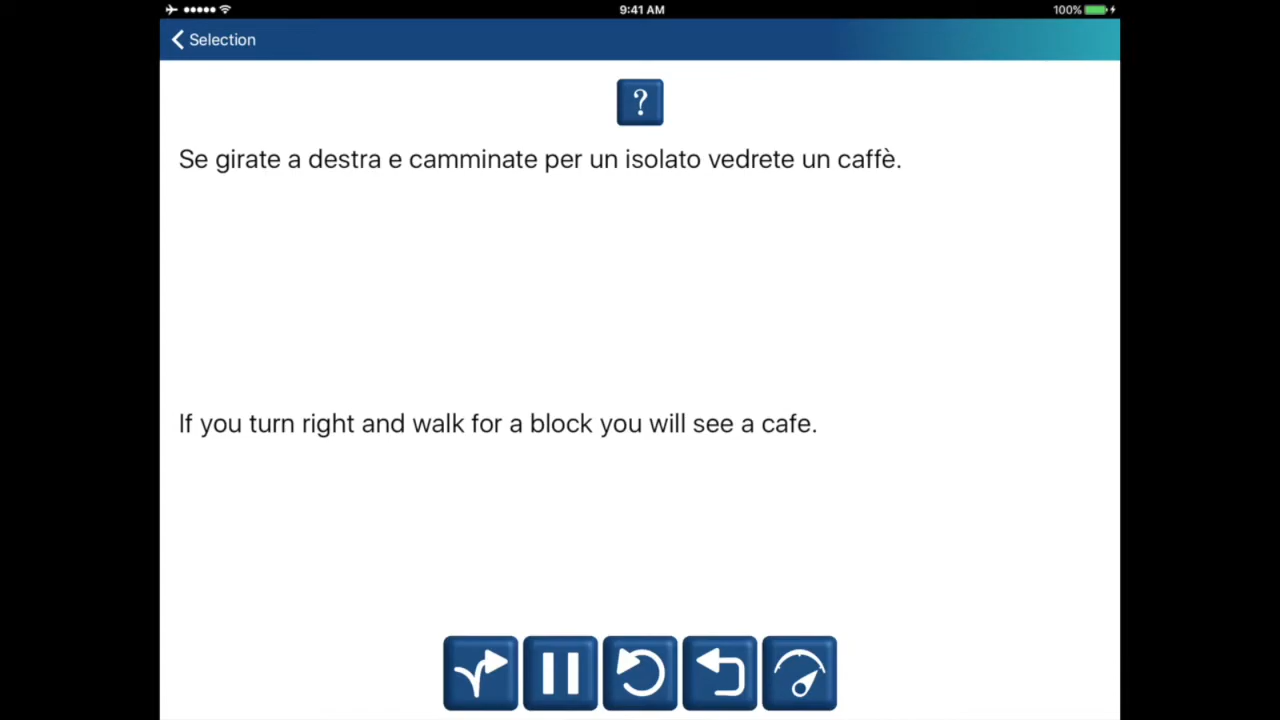 9:41 AM
100%
Selection
?
Se girate a destra e camminate per un isolato vedrete un caffè.
If you turn right and walk for a block you will see a cafe.